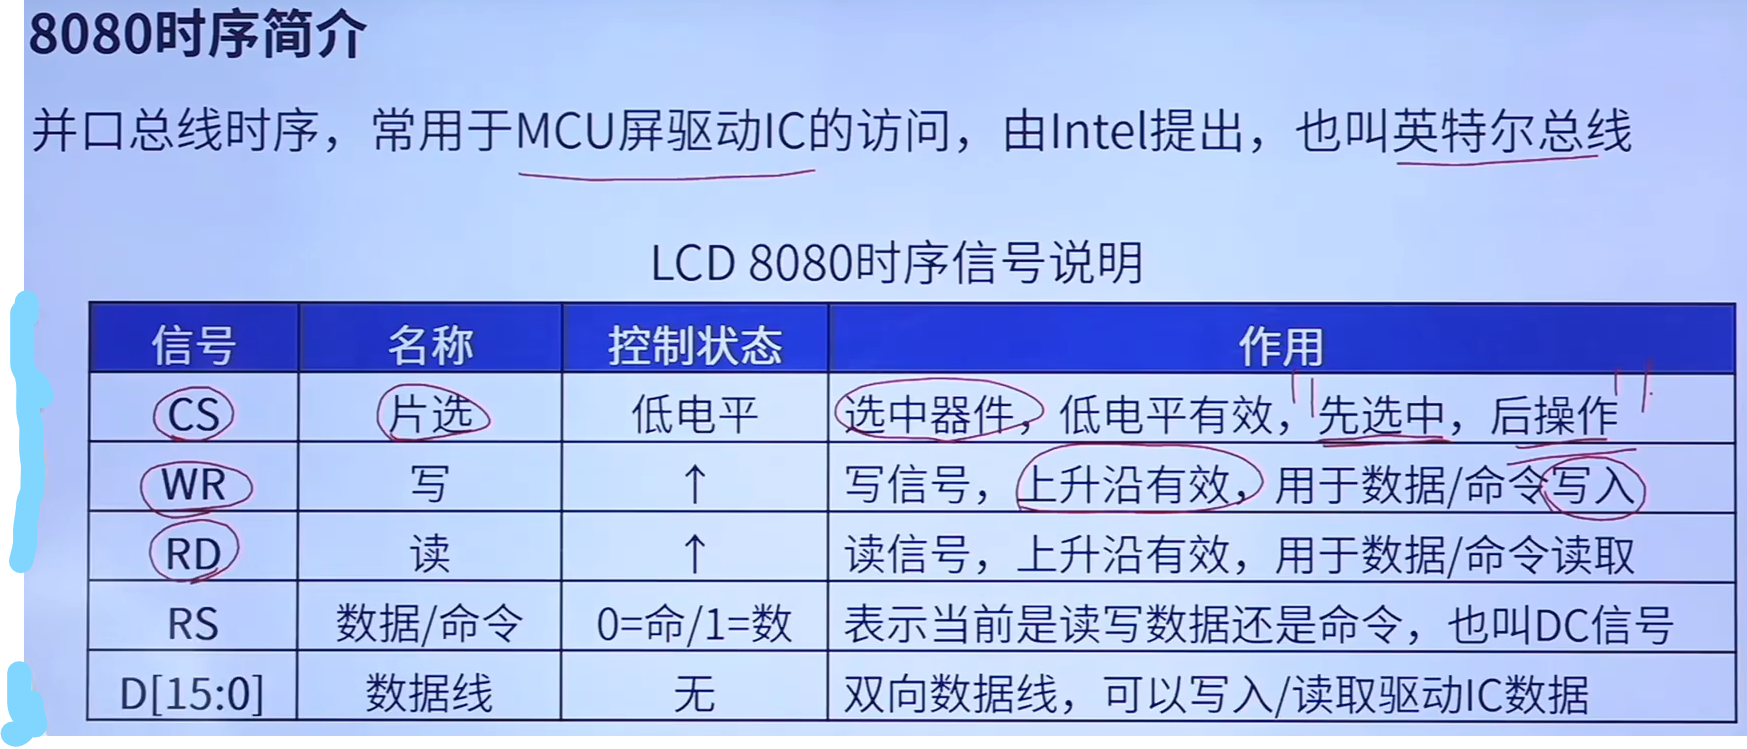 8080时序简介
并口总线时序，常用于MCU屏驱动IC的访问，由Intel提出，也叫英特尔总线
LCD 8080时序信号说明
信号 名称 控制状态 作用
CS 片选 低电平 选中器件，低电平有效，先选中，后操作
WR 写 ↑ 写信号，上升沿有效，用于数据/命令写入
RD 读 ↑ 读信号，上升沿有效，用于数据/命令读取
RS 数据/命令 0=命/1=数 表示当前是读写数据还是命令，也叫DC信号
D[15:0] 数据线 无 双向数据线，可以写入/读取驱动IC数据